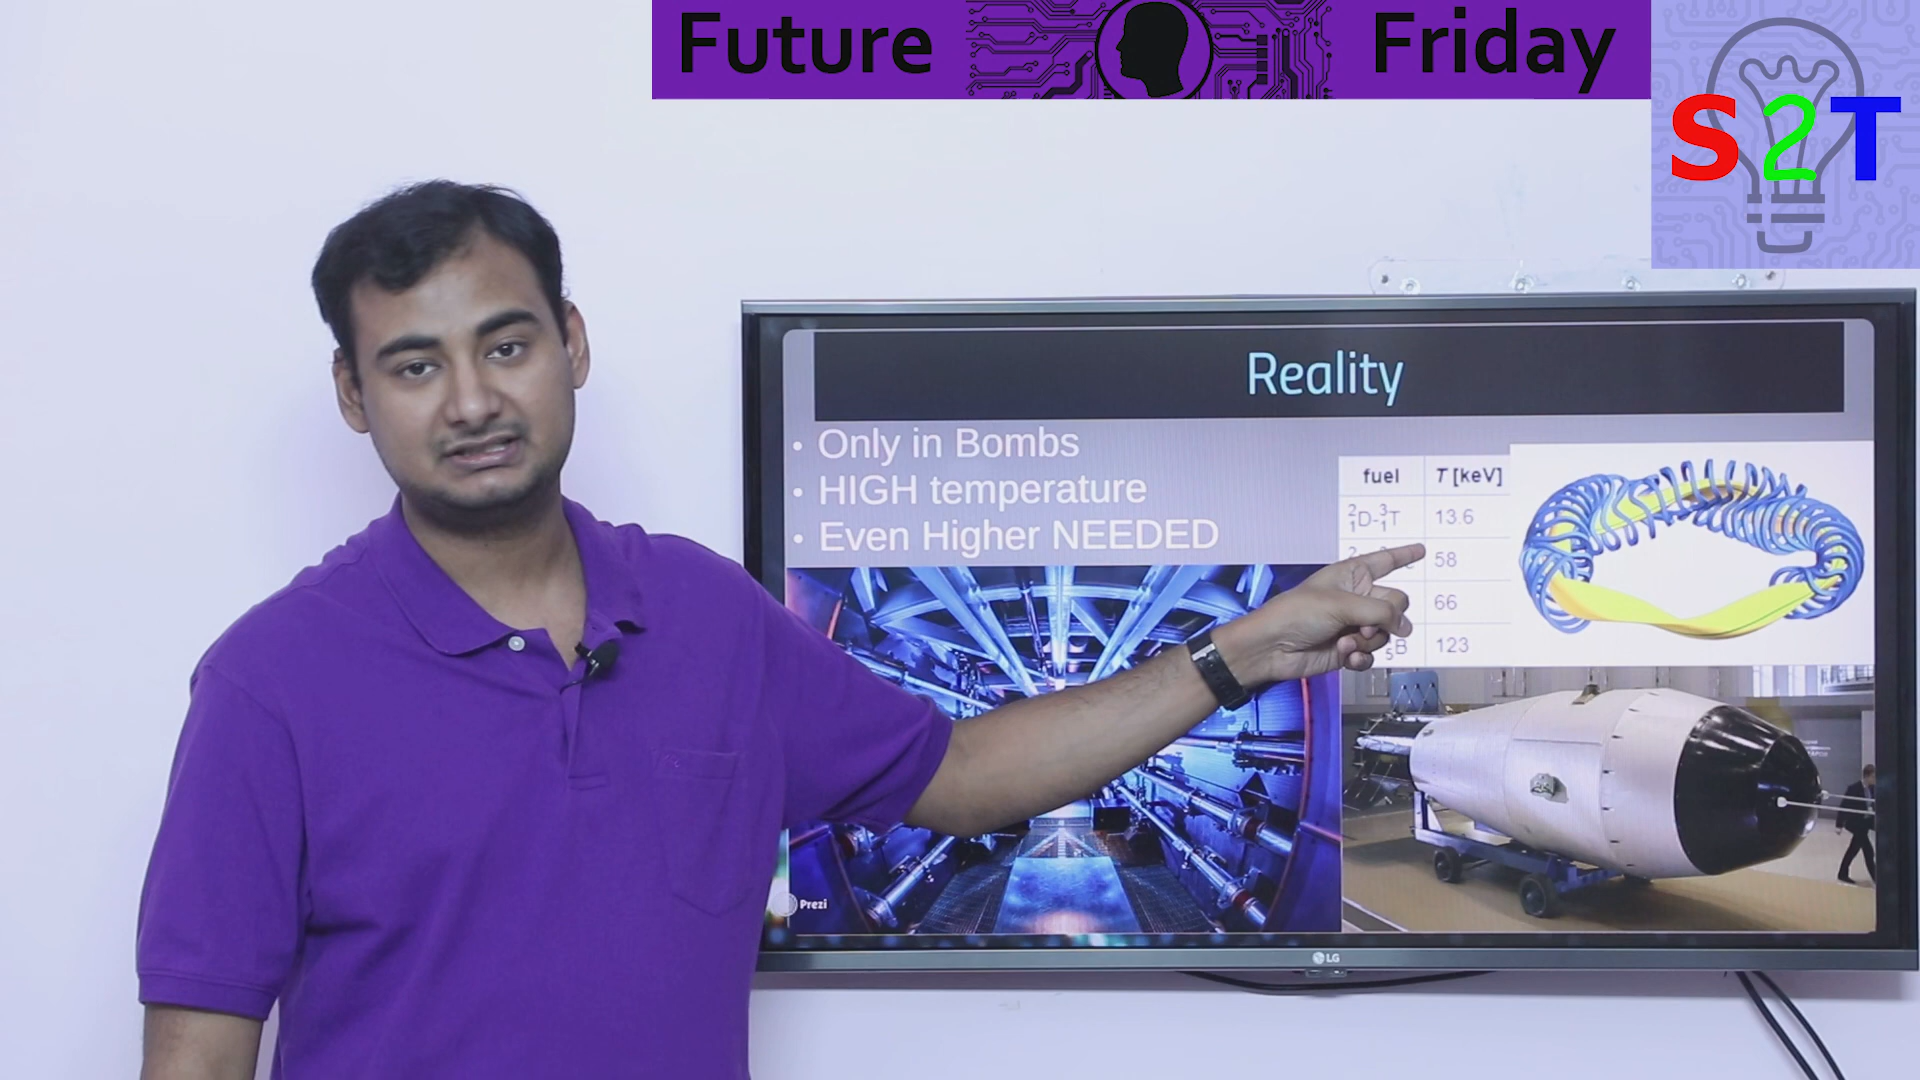 Future Friday
S2T
Reality
• Only in Bombs
• HIGH temperature
• Even Higher NEEDED
fuel T [keV]
²₁D-³₁T 13.6
58
66
₅B 123
Prezi
LG